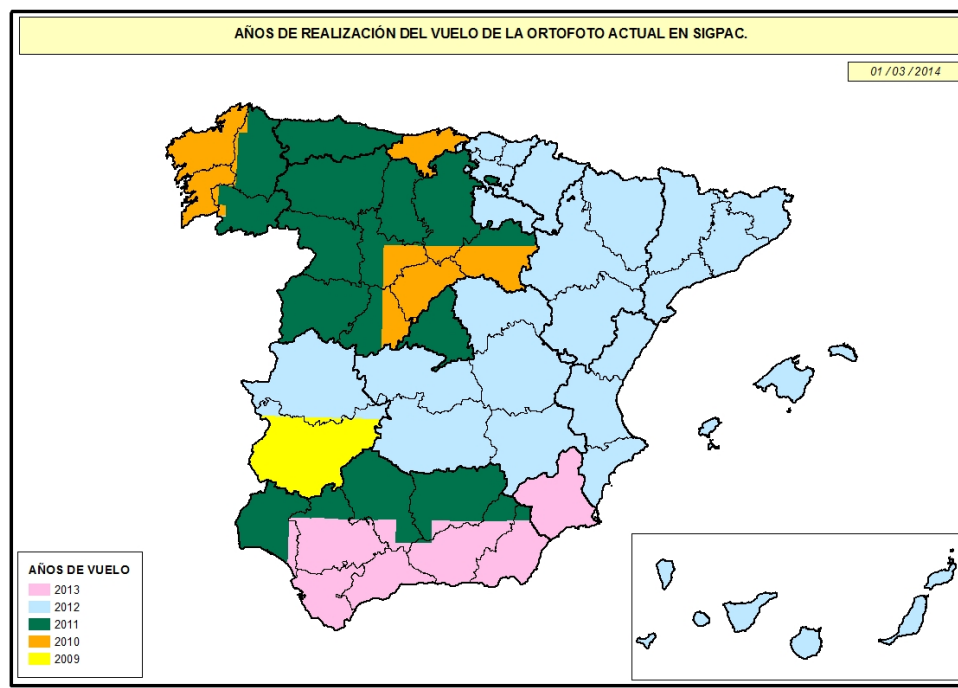 AÑOS DE REALIZACIÓN DEL VUELO DE LA ORTOFOTO ACTUAL EN SIGPAC.
01 / 03 / 2014
AÑOS DE VUELO
2013
2012
2011
2010
2009